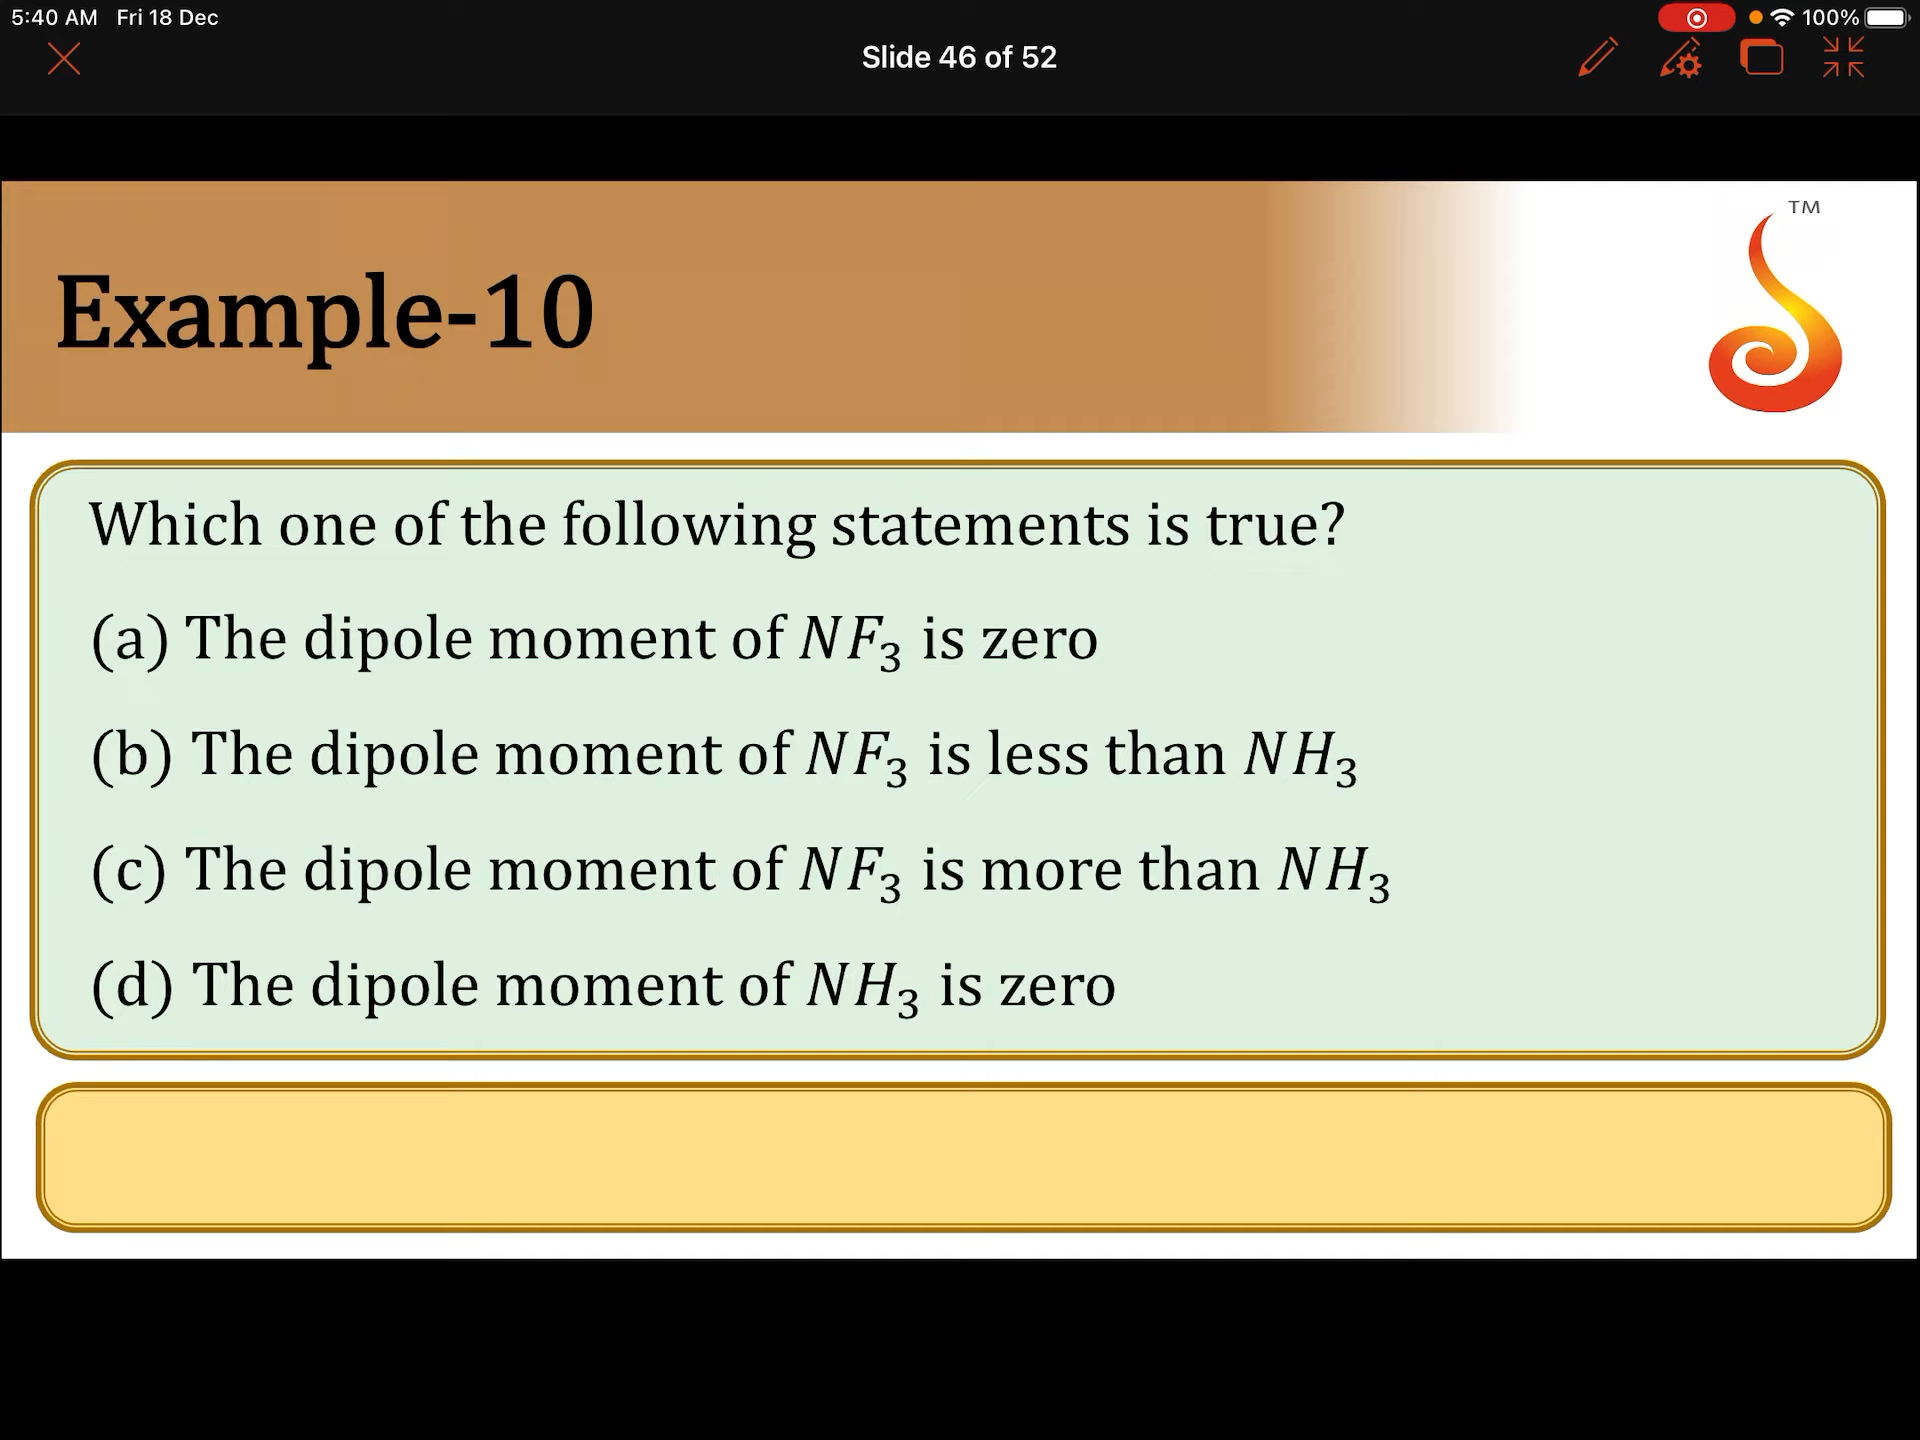 5:40 AM Fri 18 Dec
100%
Slide 46 of 52
TM
Example-10
Which one of the following statements is true?
(a) The dipole moment of NF₃ is zero
(b) The dipole moment of NF₃ is less than NH₃
(c) The dipole moment of NF₃ is more than NH₃
(d) The dipole moment of NH₃ is zero